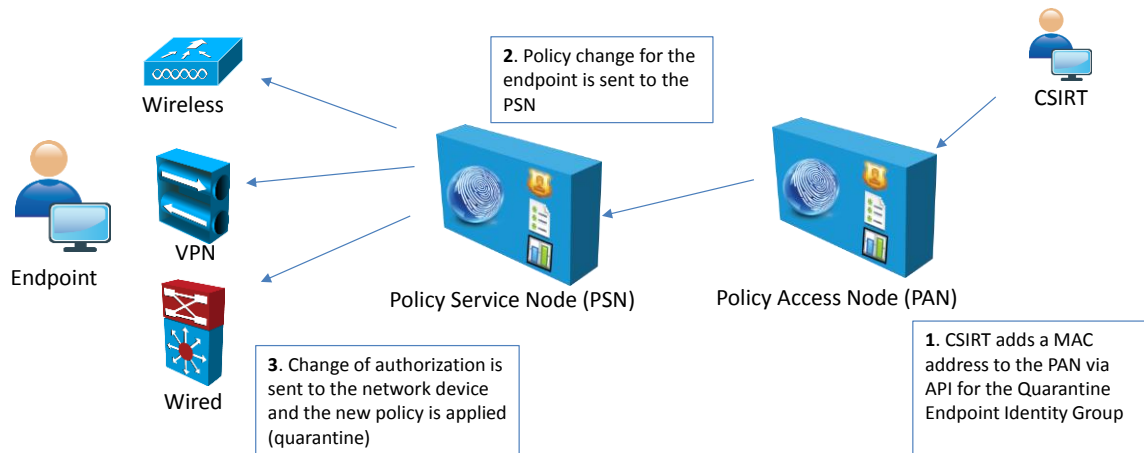 Wireless
VPN
Endpoint
Wired
2. Policy change for the
endpoint is sent to the
PSN
CSIRT
Policy Service Node (PSN)
Policy Access Node (PAN)
3. Change of authorization is
sent to the network device
and the new policy is applied
(quarantine)
1. CSIRT adds a MAC
address to the PAN via
API for the Quarantine
Endpoint Identity Group